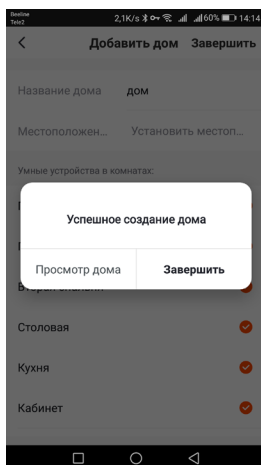 Beeline
Tele2
2,1K/s 60% 14:14
Добавить дом Завершить
Название дома дом
Местоположен... Установить местоп...
Умные устройства в комнатах:
Успешное создание дома
Просмотр дома Завершить
Столовая
Кухня
Кабинет